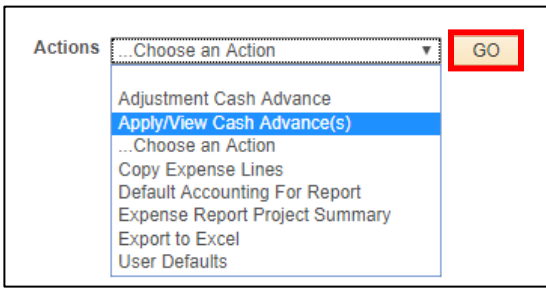 Actions ...Choose an Action GO
Adjustment Cash Advance
Apply/View Cash Advance(s)
...Choose an Action
Copy Expense Lines
Default Accounting For Report
Expense Report Project Summary
Export to Excel
User Defaults